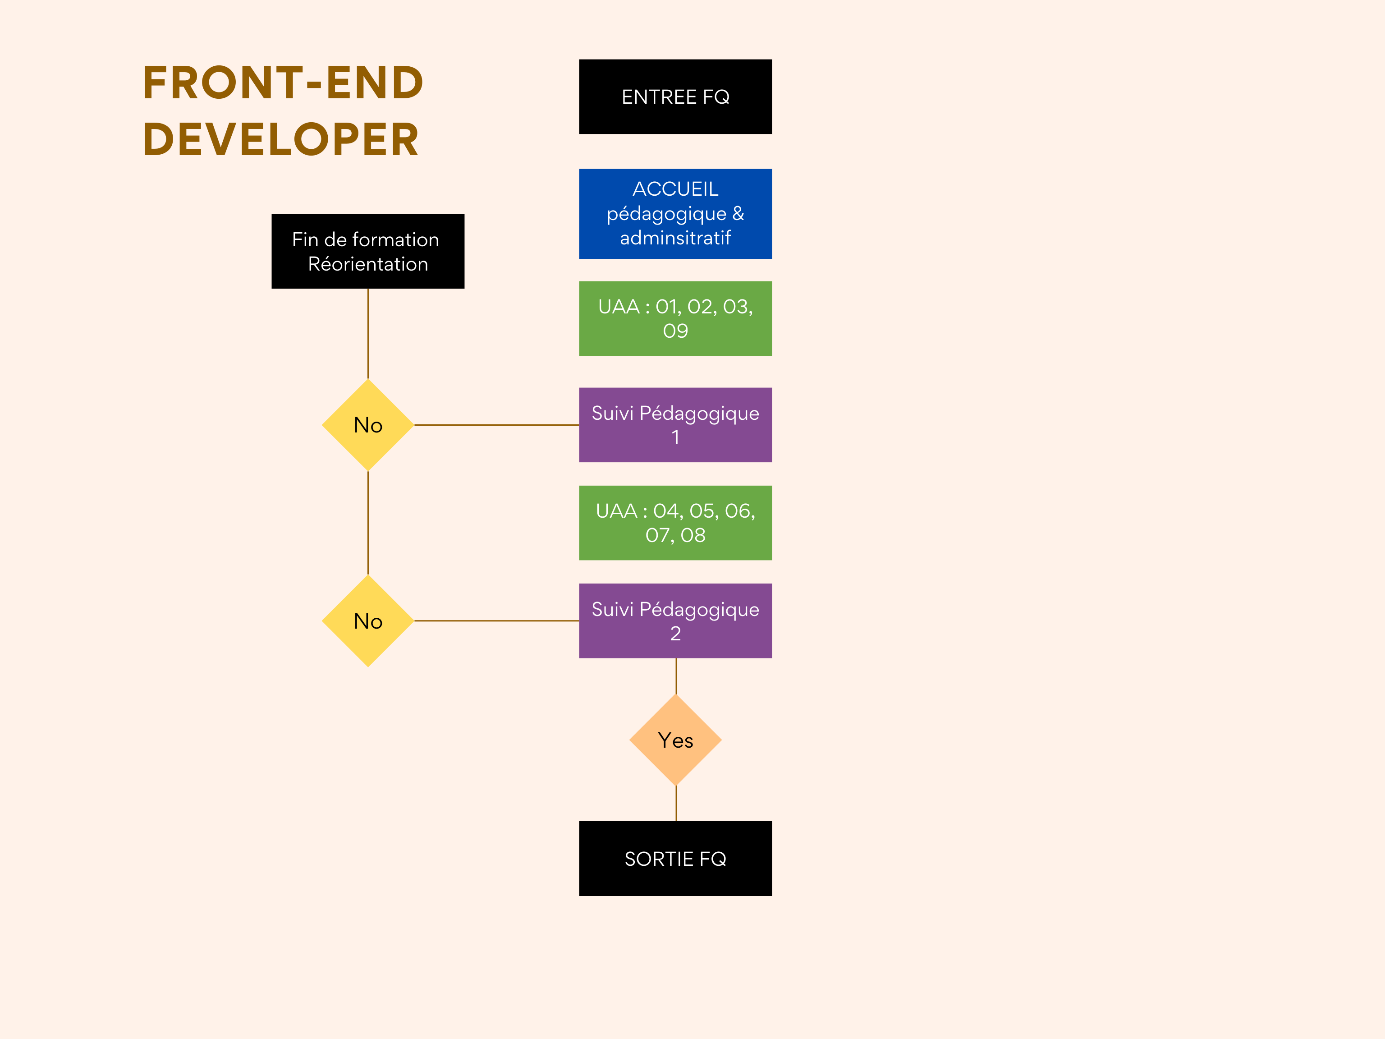 FRONT-END
DEVELOPER
ENTREE FQ
ACCUEIL
pédagogique &
adminsitratif
Fin de formation
Réorientation
UAA : 01, 02, 03,
09
No
Suivi Pédagogique
1
UAA : 04, 05, 06,
07, 08
No
Suivi Pédagogique
2
Yes
SORTIE FQ